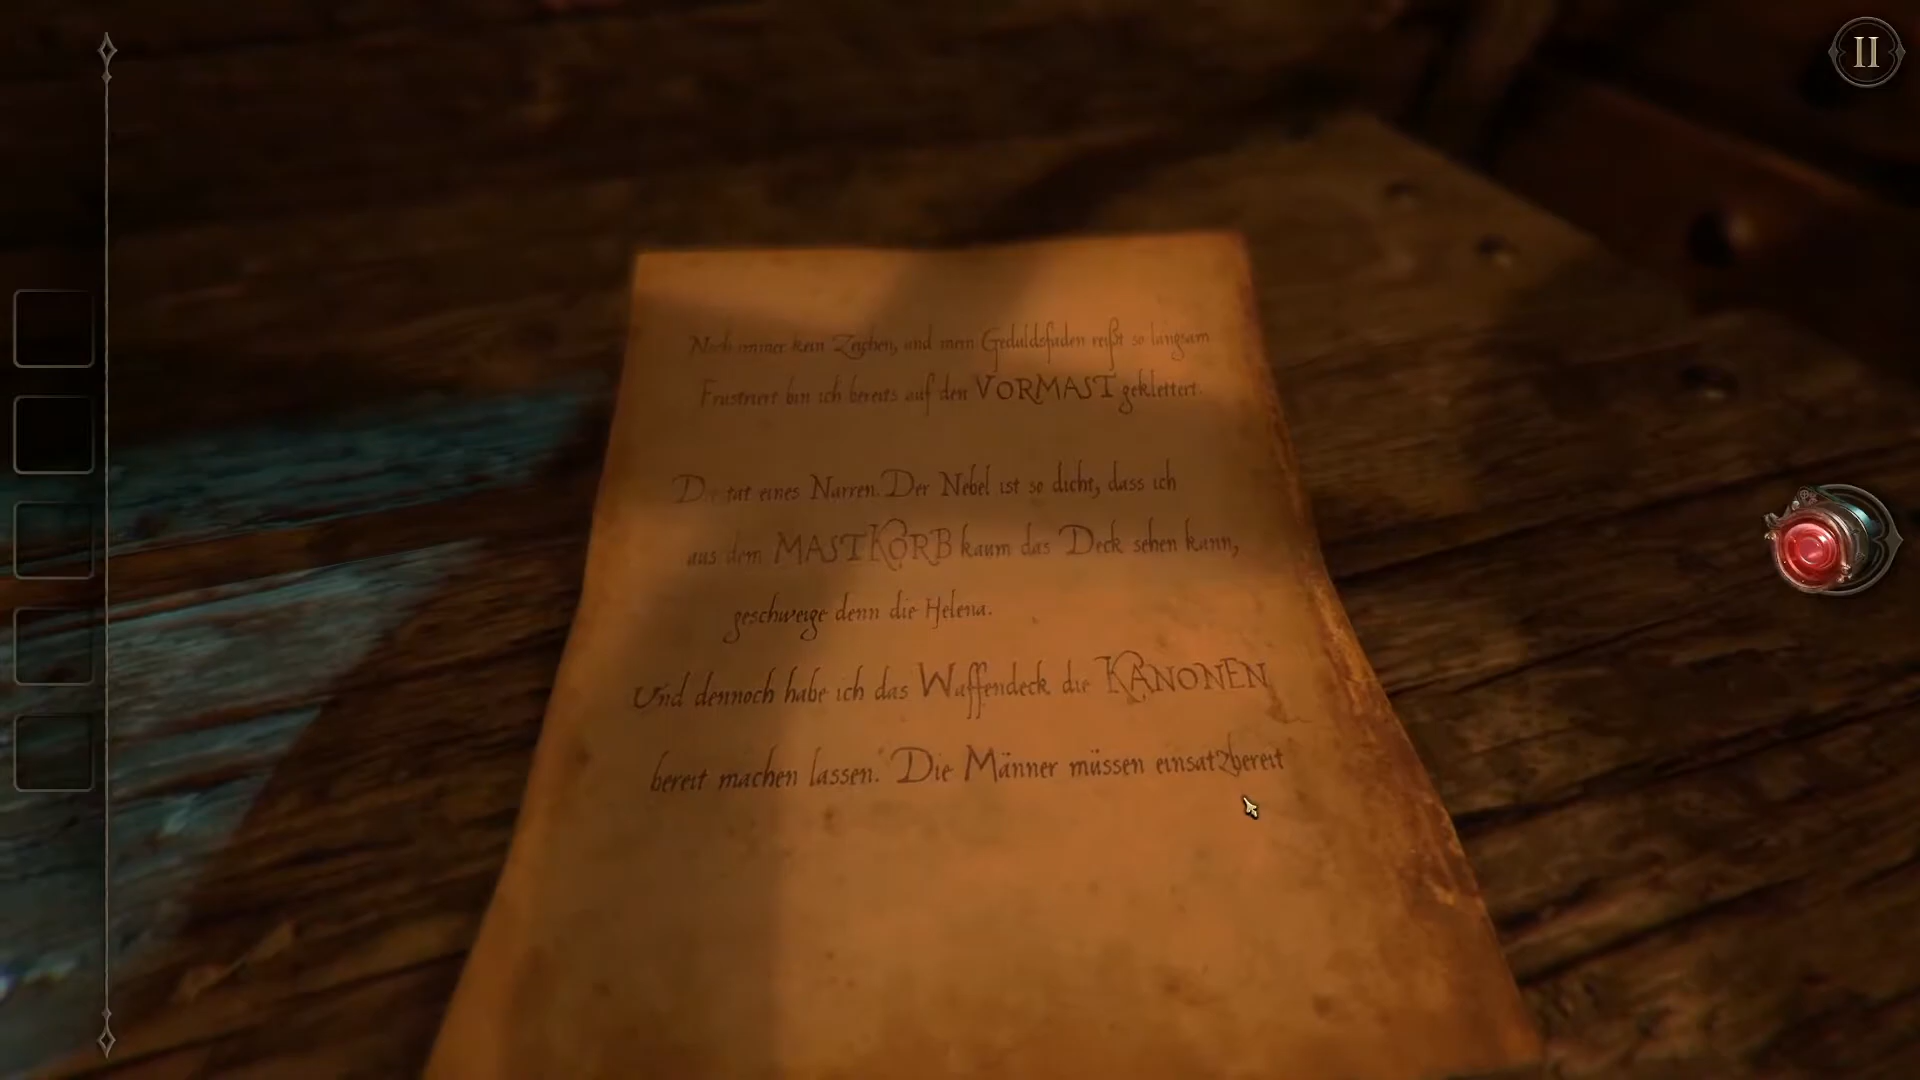 Noch immer kein Zeichen, und mein Geduldsfaden reißt so langsam
Frustriert bin ich bereits auf den VORMAST geklettert.
Die tat eines Narren. Der Nebel ist so dicht, dass ich
aus dem MASTKORB kaum das Deck sehen kann,
geschweige denn die Helena.
Und dennoch habe ich das Waffendeck die KANONEN
bereit machen lassen. Die Männer müssen einsatzbereit